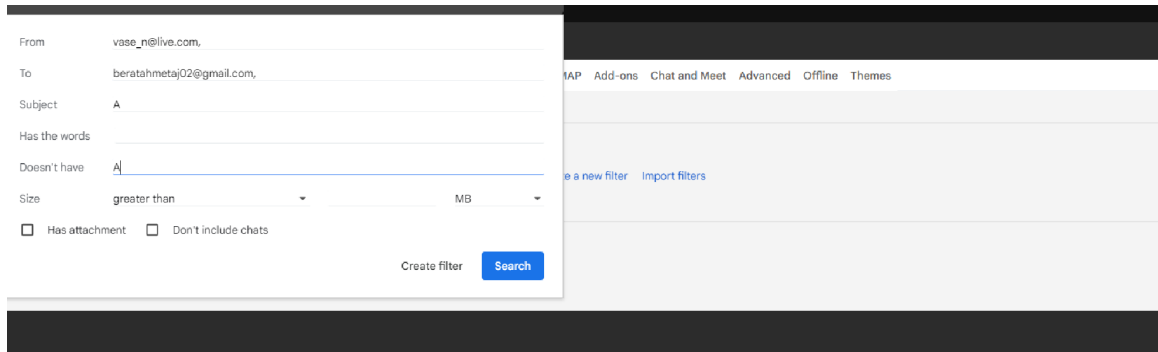 From vase_n@live.com,
To beratahmetaj02@gmail.com,
MAP Add-ons Chat and Meet Advanced Offline Themes
Subject A
Has the words
Doesn't have A
e a new filter Import filters
Size greater than MB
Has attachment Don't include chats
Create filter Search